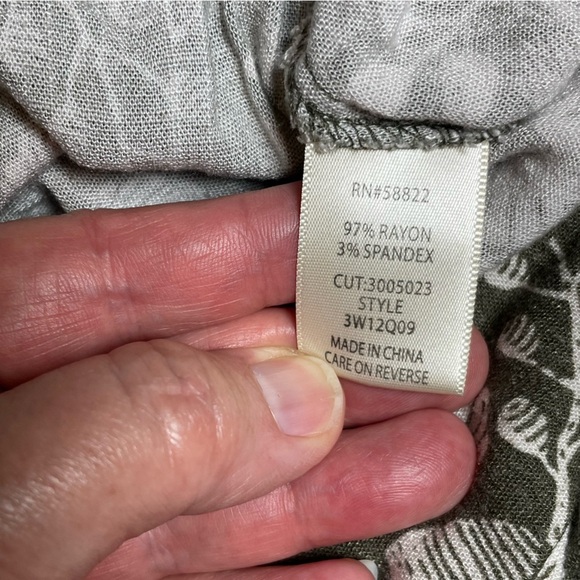 RN#58822
97% RAYON
3% SPANDEX
CUT:3005023
STYLE
3W12Q09
MADE IN CHINA
CARE ON REVERSE